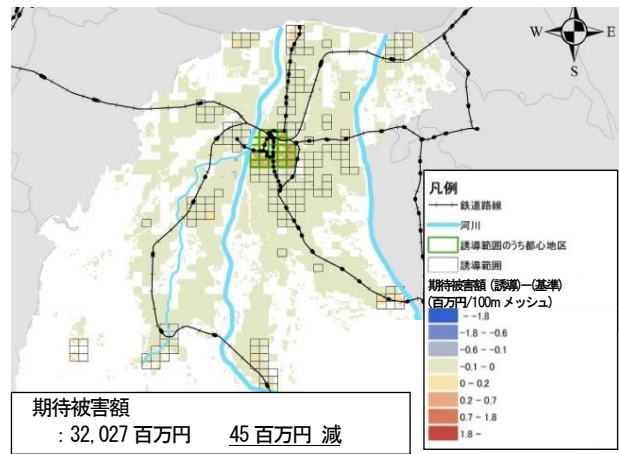 N
W
E
S
凡例
鉄道路線
河川
誘導範囲のうち都心地区
誘導範囲
期待被害額（誘導）―(基準)
(百万円/100m メッシュ)
- -1.8
-1.8 - -0.6
-0.6 - -0.1
-0.1 - 0
0 - 0.2
0.2 - 0.7
0.7 - 1.8
1.8 -
期待被害額
：32,027 百万円 45 百万円 減